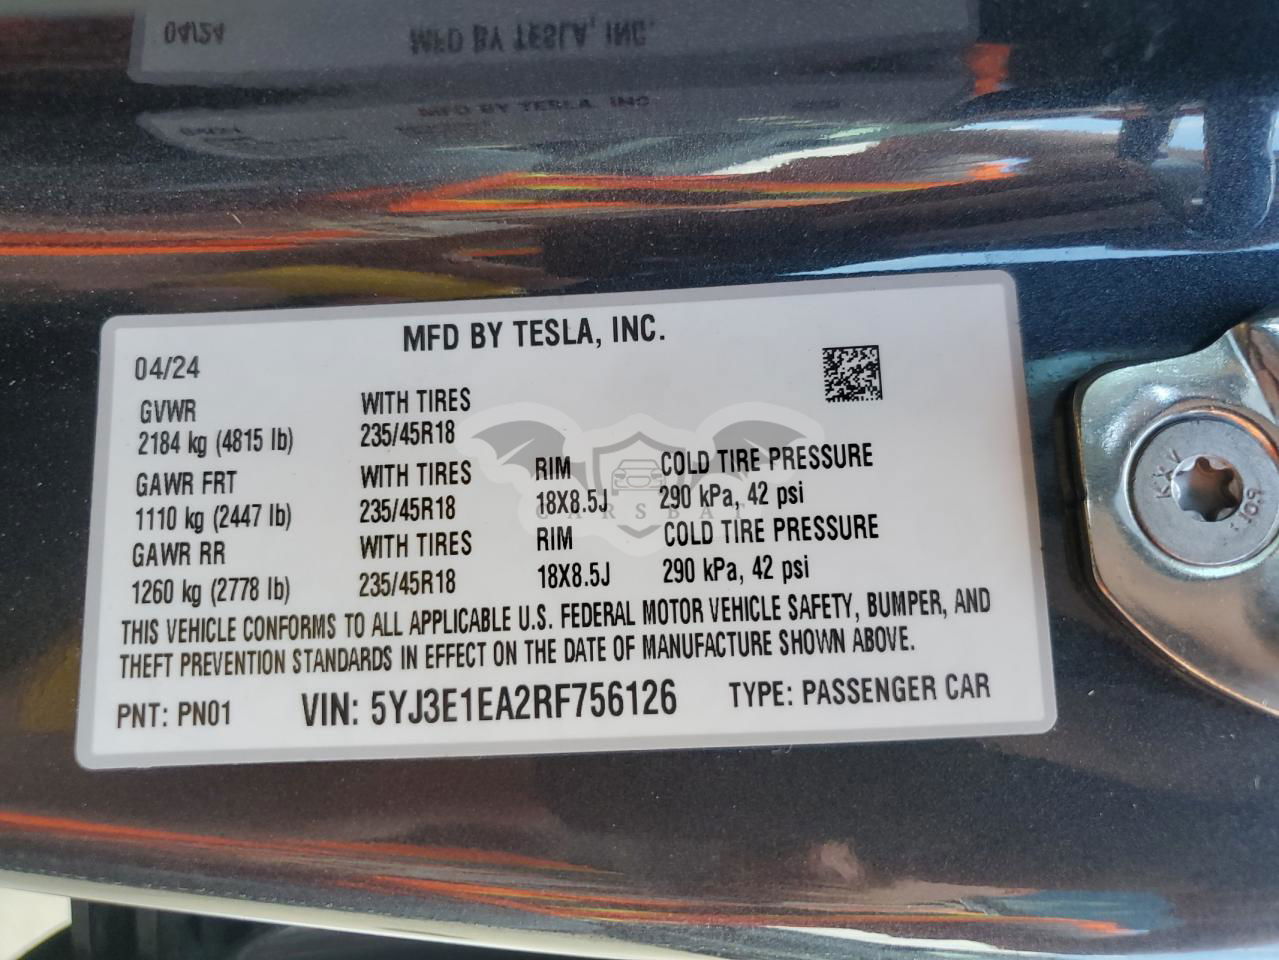 MFD BY TESLA, INC.
04/24
GVWR
2184 kg (4815 lb)
WITH TIRES
235/45R18
GAWR FRT
1110 kg (2447 lb)
WITH TIRES
235/45R18
RIM
18X8.5J
COLD TIRE PRESSURE
290 kPa, 42 psi
GAWR RR
1260 kg (2778 lb)
WITH TIRES
235/45R18
RIM
18X8.5J
COLD TIRE PRESSURE
290 kPa, 42 psi
THIS VEHICLE CONFORMS TO ALL APPLICABLE U.S. FEDERAL MOTOR VEHICLE SAFETY, BUMPER, AND
THEFT PREVENTION STANDARDS IN EFFECT ON THE DATE OF MANUFACTURE SHOWN ABOVE.
PNT: PN01
VIN: 5YJ3E1EA2RF756126
TYPE: PASSENGER CAR
CARSBAT